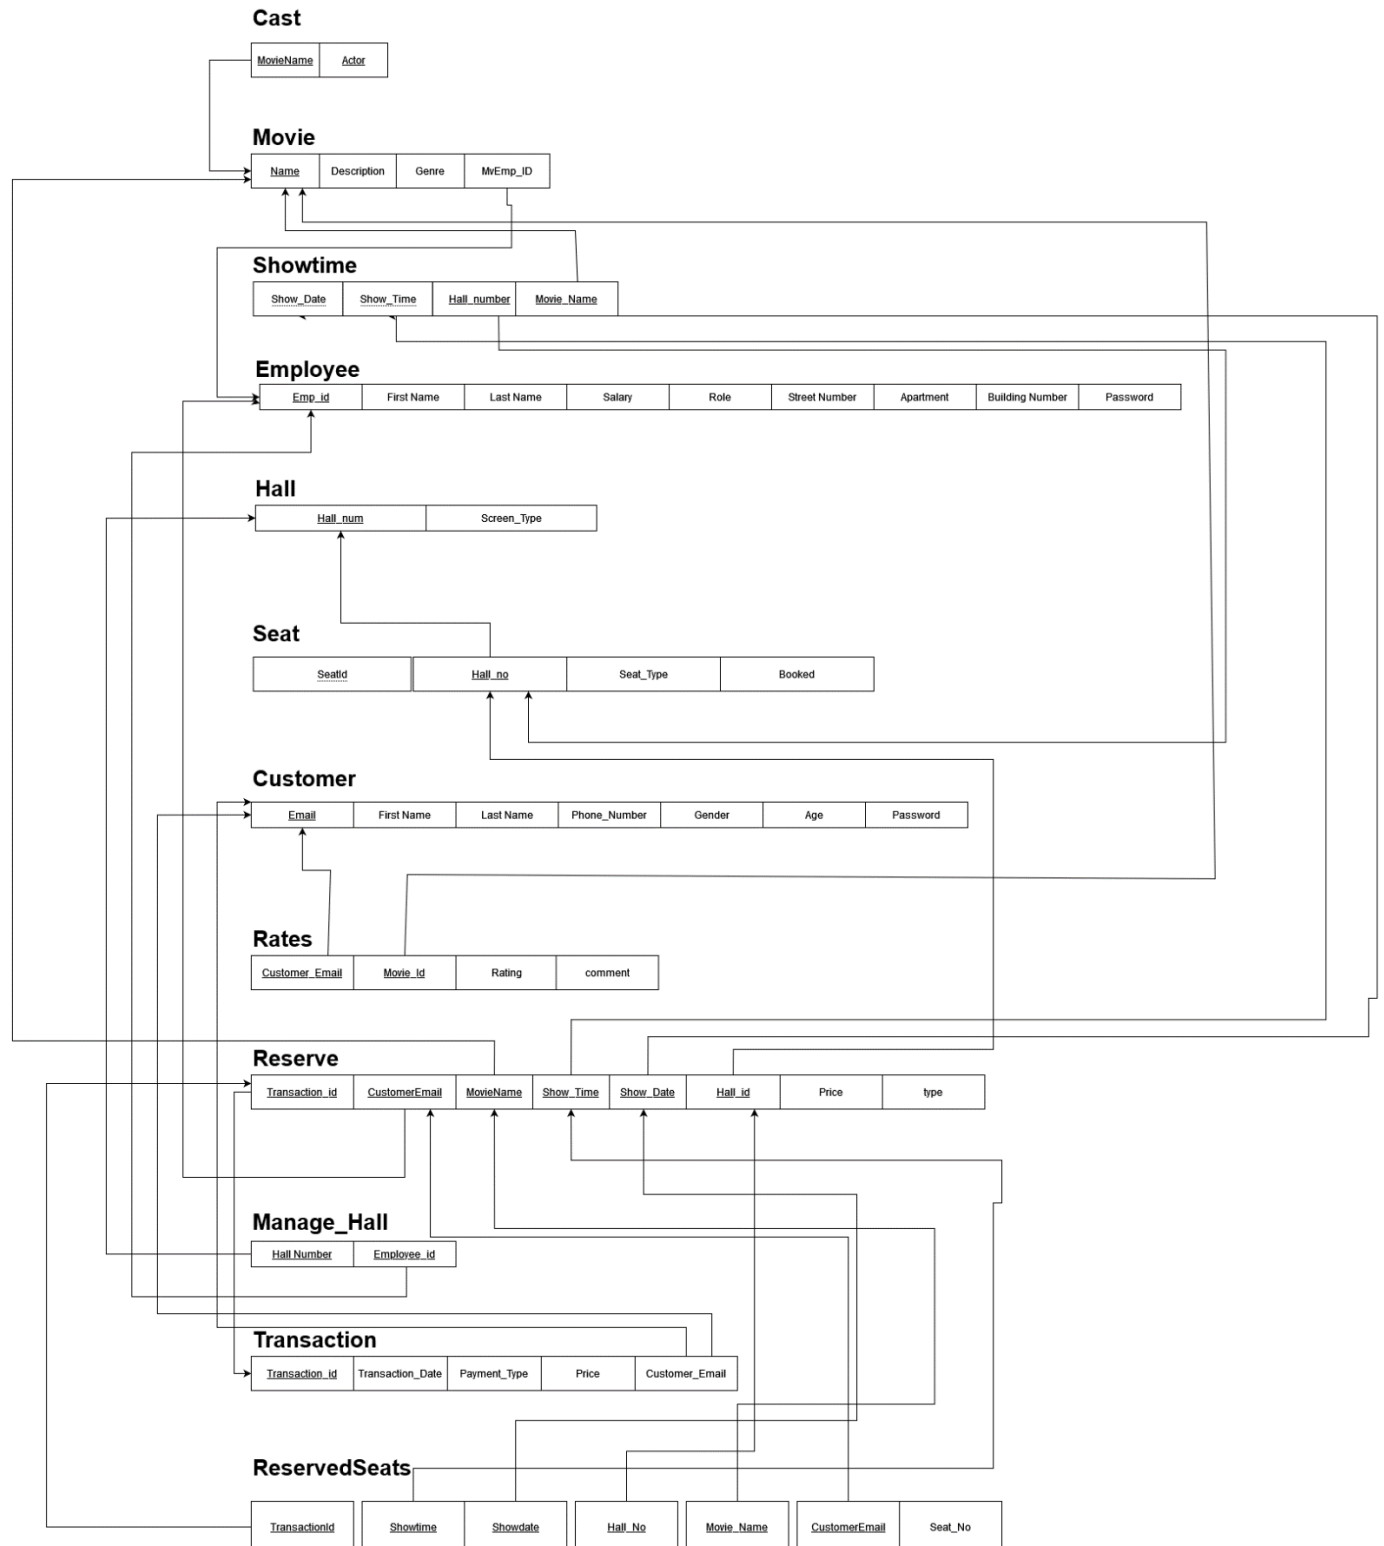 Cast
MovieName Actor
Movie
Name Description Genre MvEmp_ID
Showtime
Show_Date Show_Time Hall_number Movie_Name
Employee
Emp_id First Name Last Name Salary Role Street Number Apartment Building Number Password
Hall
Hall_num Screen_Type
Seat
SeatId Hall_no Seat_Type Booked
Customer
Email First Name Last Name Phone_Number Gender Age Password
Rates
Customer_Email Movie_Id Rating comment
Reserve
Transaction_id CustomerEmail MovieName Show_Time Show_Date Hall_id Price type
Manage_Hall
Hall Number Employee_id
Transaction
Transaction_id Transaction_Date Payment_Type Price Customer_Email
ReservedSeats
TransactionId Showtime Showdate Hall_No Movie_Name CustomerEmail Seat_No